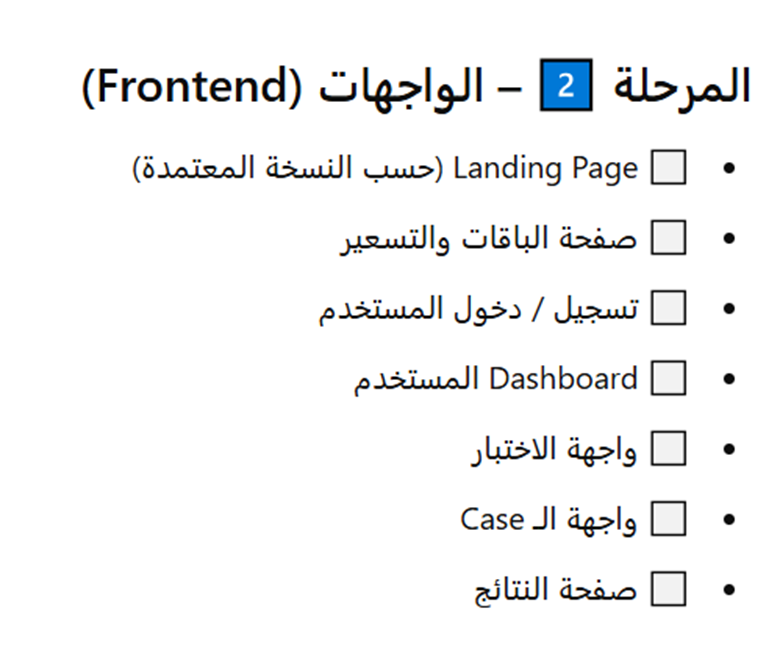 المرحلة 2️⃣ – الواجهات (Frontend)
• ☐ Landing Page (حسب النسخة المعتمدة)
• ☐ صفحة الباقات والتسعير
• ☐ تسجيل / دخول المستخدم
• ☐ Dashboard المستخدم
• ☐ واجهة الاختبار
• ☐ واجهة الـ Case
• ☐ صفحة النتائج